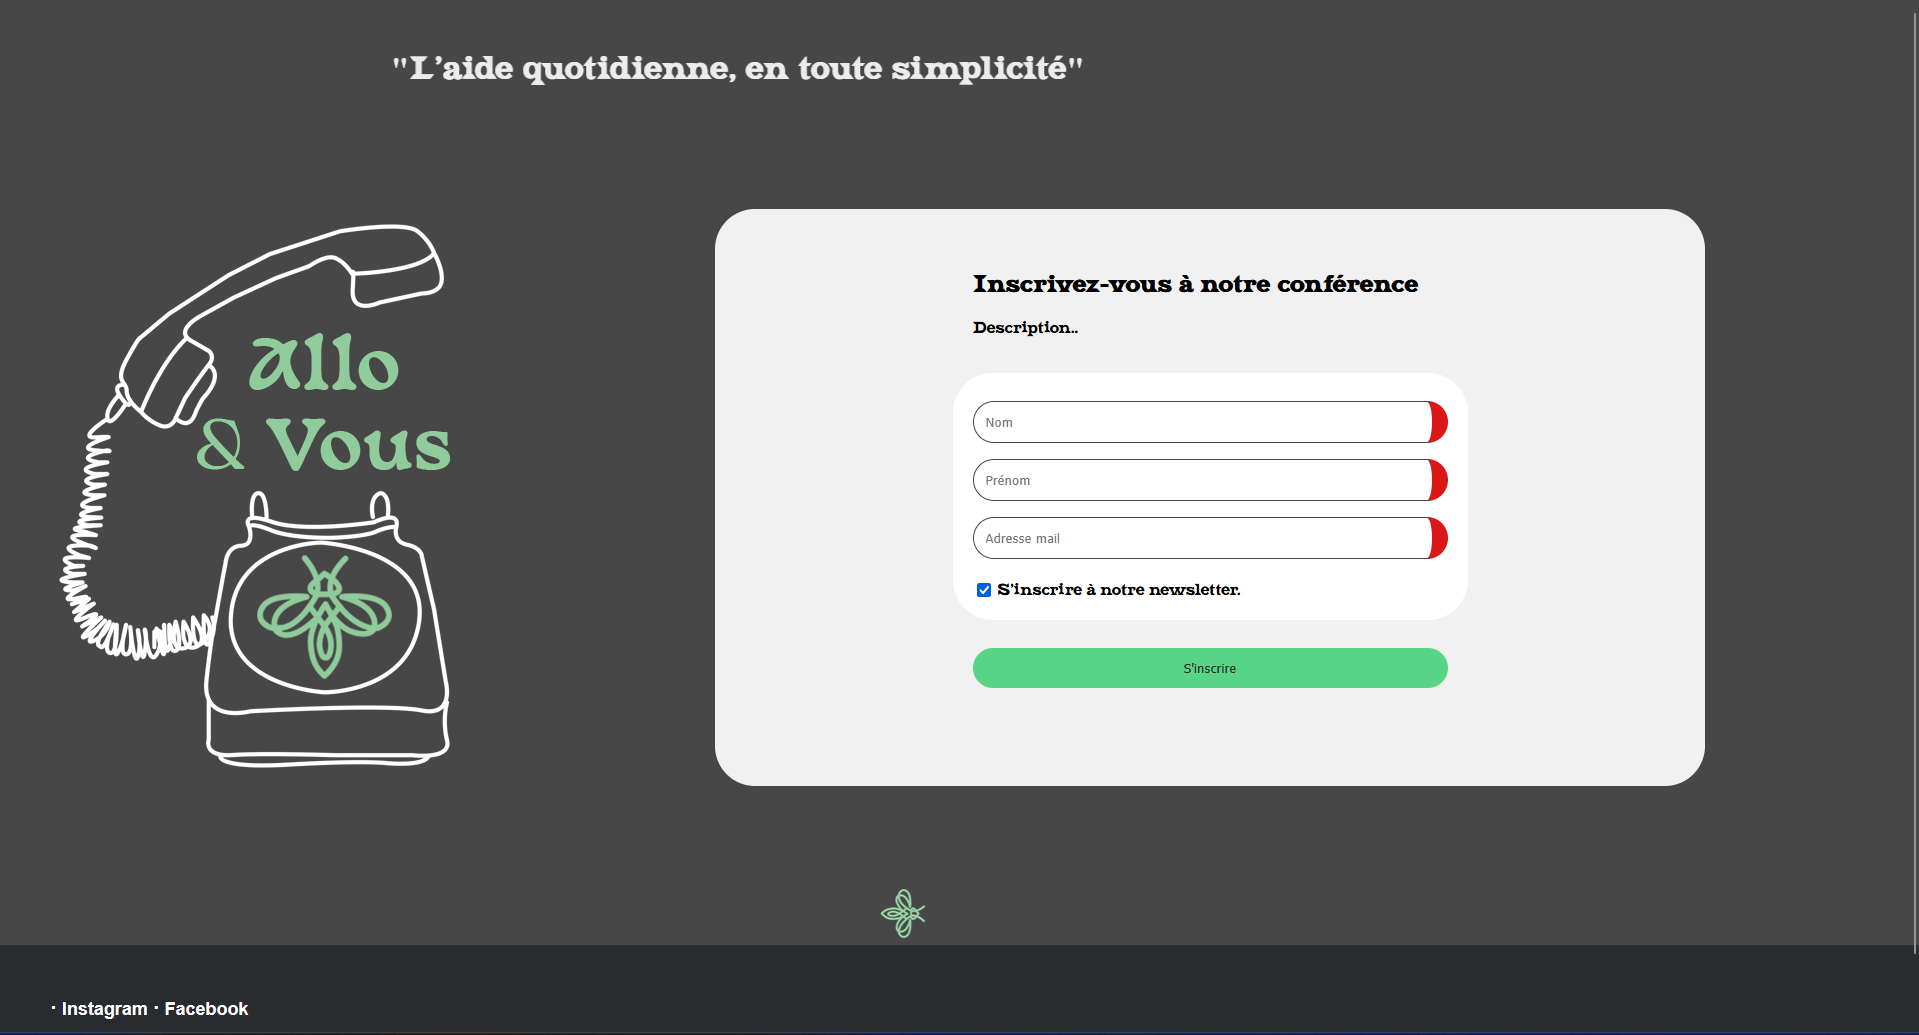 "L'aide quotidienne, en toute simplicité"
Allo
& Vous
Inscrivez-vous à notre conférence
Description..
Nom
Prénom
Adresse mail
S'inscrire à notre newsletter.
S'inscrire
· Instagram · Facebook